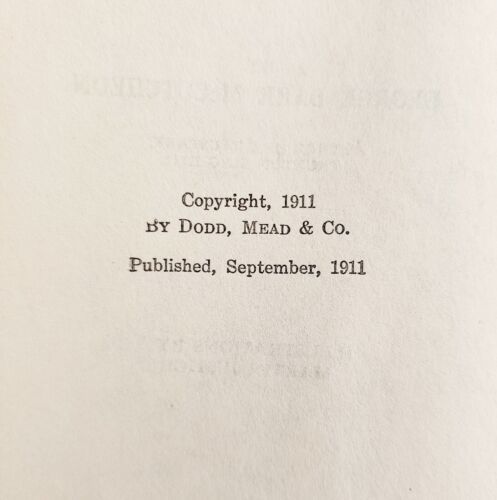 Copyright, 1911
BY DODD, MEAD & CO.
Published, September, 1911